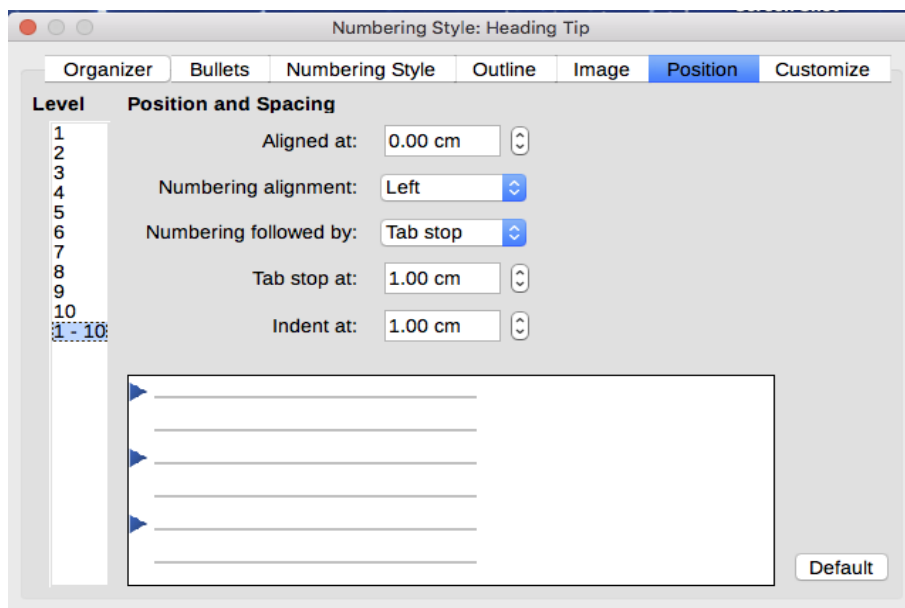 Numbering Style: Heading Tip
Organizer Bullets Numbering Style Outline Image Position Customize
Level Position and Spacing
1
2
3
4
5
6
7
8
9
10
1 - 10
Aligned at: 0.00 cm
Numbering alignment: Left
Numbering followed by: Tab stop
Tab stop at: 1.00 cm
Indent at: 1.00 cm
Default